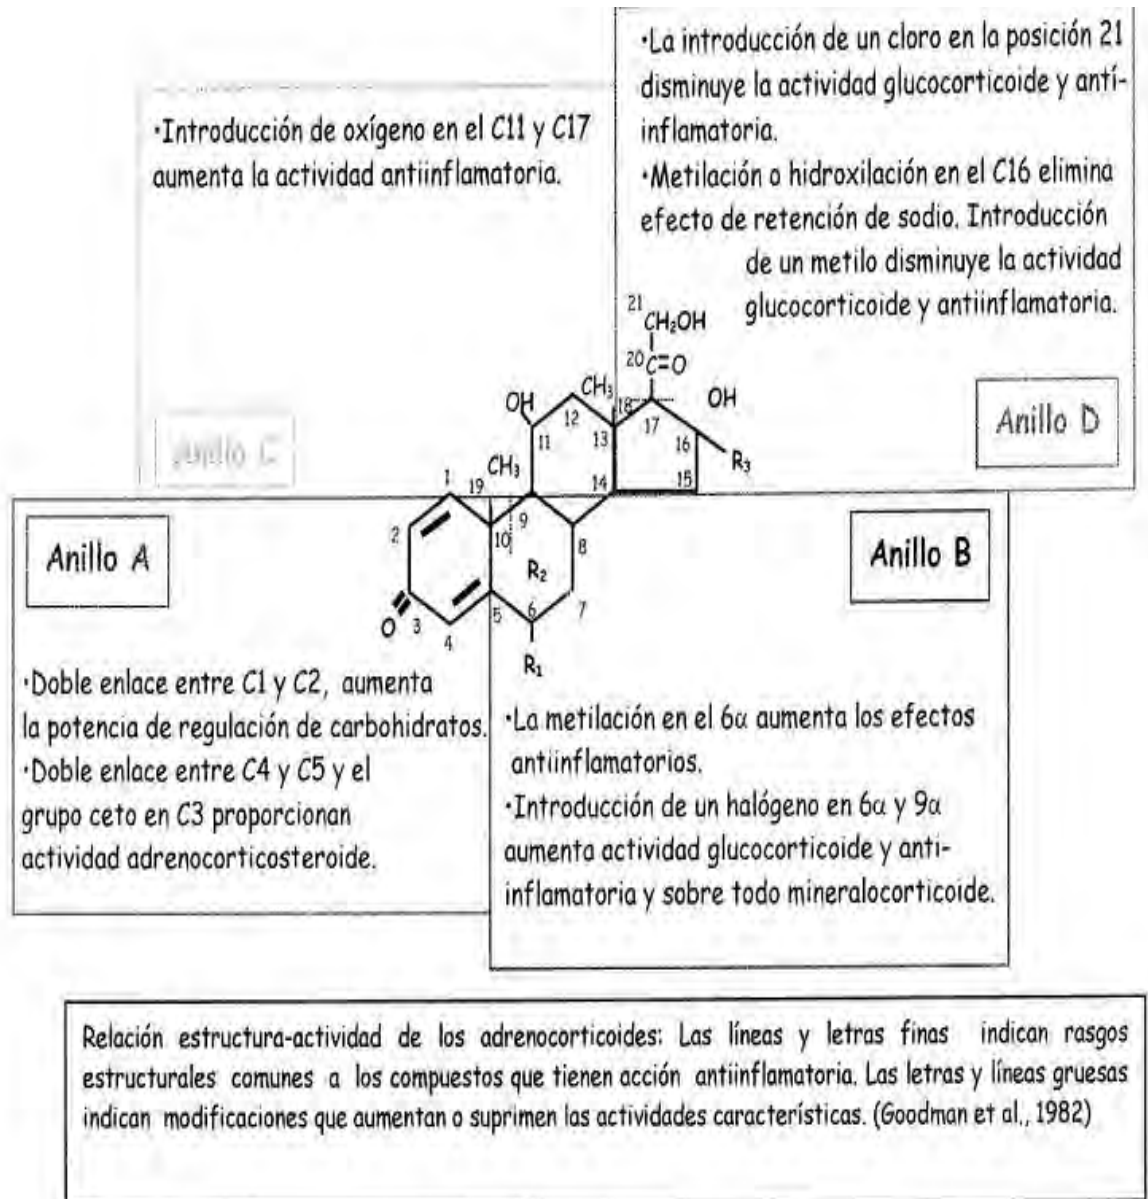 ·La introducción de un cloro en la posición 21
disminuye la actividad glucocorticoide y antí-
inflamatoria.
·Metilación o hidroxilación en el C16 elimina
efecto de retención de sodio. Introducción
de un metilo disminuye la actividad
glucocorticoide y antiinflamatoria.
·Introducción de oxígeno en el C11 y C17
aumenta la actividad antiinflamatoria.
Anillo C
Anillo D
21
CH₂OH
20
C=O
CH₃
18
OH
OH
12
17
11
13
16
R₃
CH₃
1
19
14
15
2
9
10
8
R₂
O
3
4
5
6
7
R₁
Anillo A
·Doble enlace entre C1 y C2, aumenta
la potencia de regulación de carbohidratos.
·Doble enlace entre C4 y C5 y el
grupo ceto en C3 proporcionan
actividad adrenocorticosteroide.
Anillo B
·La metilación en el 6α aumenta los efectos
antiinflamatorios.
·Introducción de un halógeno en 6α y 9α
aumenta actividad glucocorticoide y anti-
inflamatoria y sobre todo mineralocorticoide.
Relación estructura-actividad de los adrenocorticoides: Las líneas y letras finas indican rasgos
estructurales comunes a los compuestos que tienen acción antiinflamatoria. Las letras y líneas gruesas
indican modificaciones que aumentan o suprimen las actividades características. (Goodman et al., 1982)